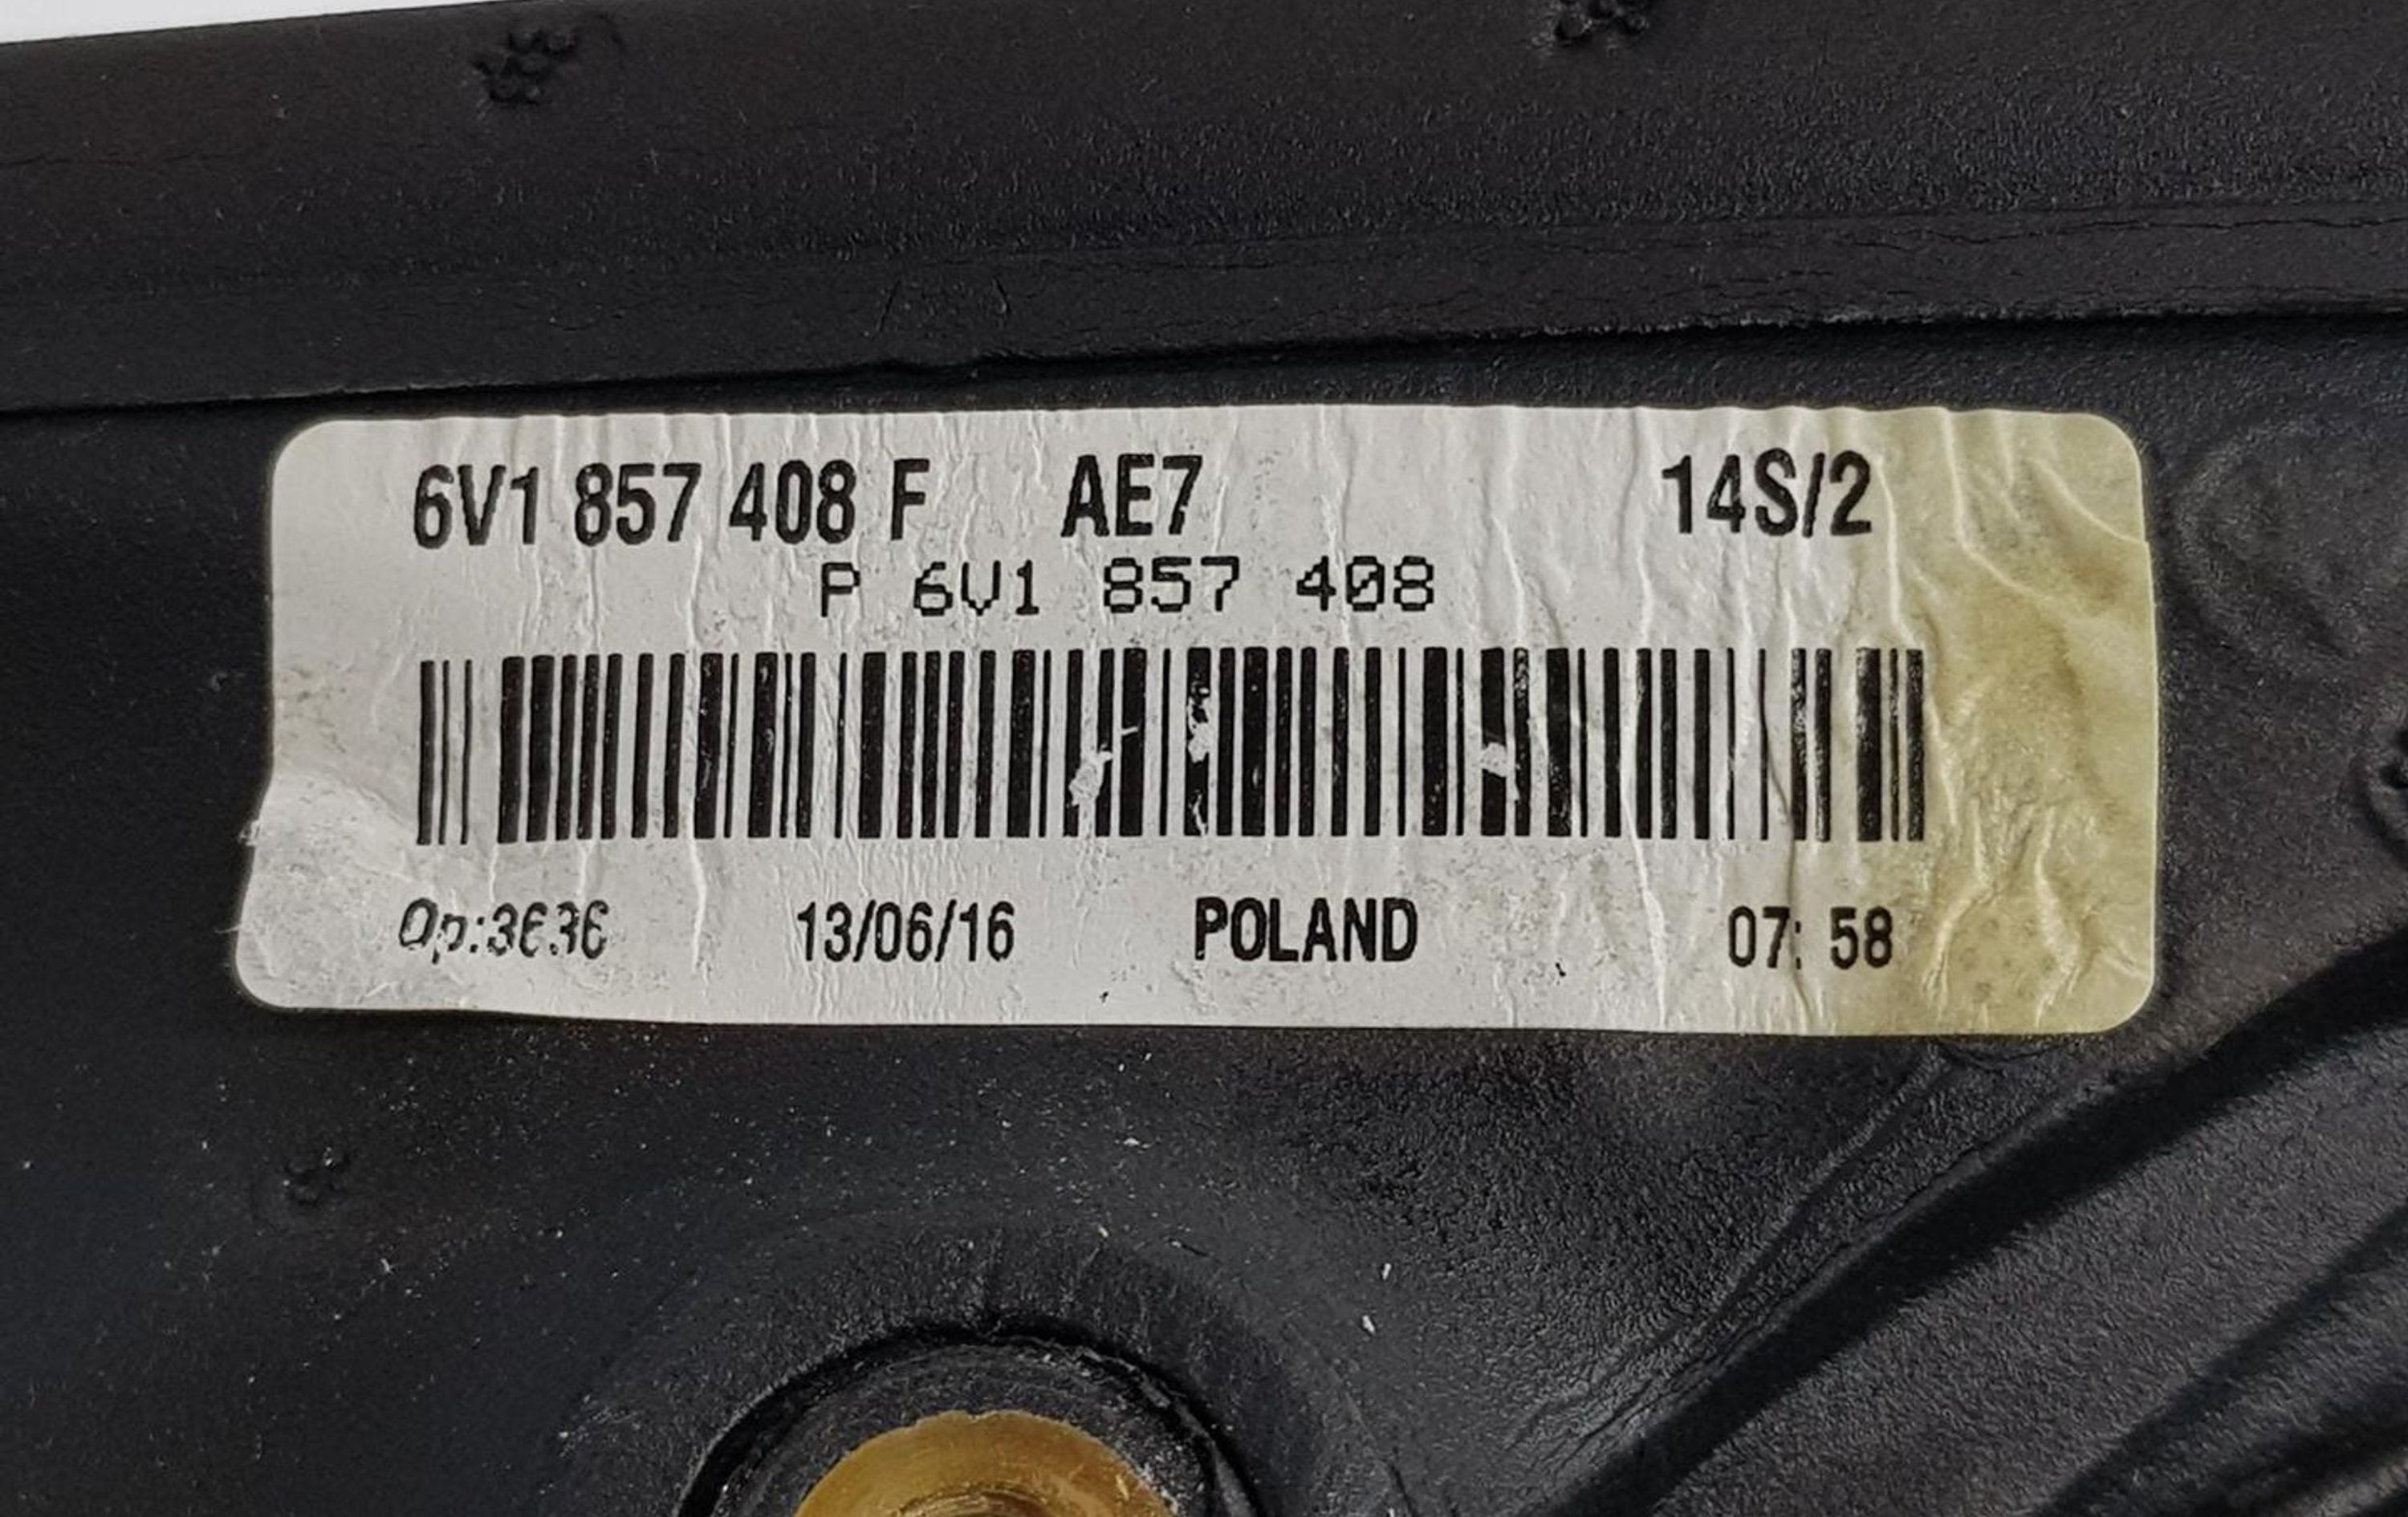 6V1 857 408 F AE7 14S/2
P 6V1 857 408
Op:3636 13/06/16 POLAND 07: 58